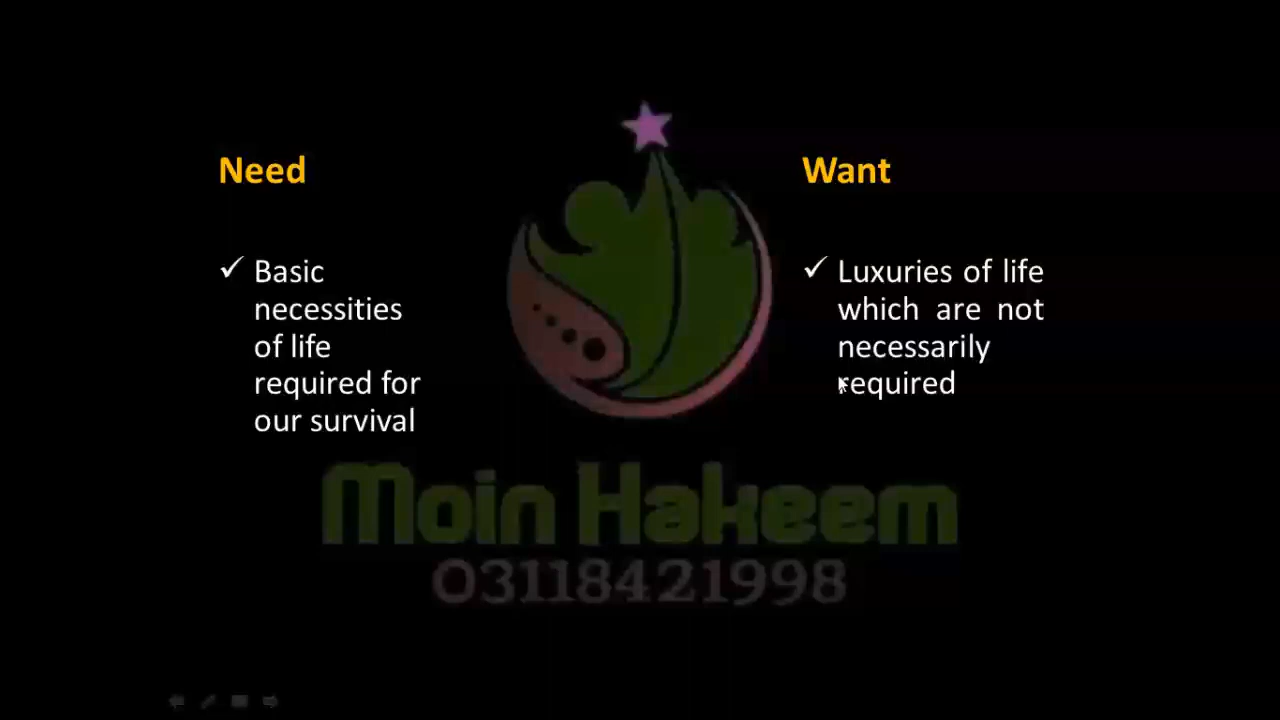 Need
Want
✓ Basic
necessities
of life
required for
our survival
✓ Luxuries of life
which are not
necessarily
required
Moin Hakeem
03118421998